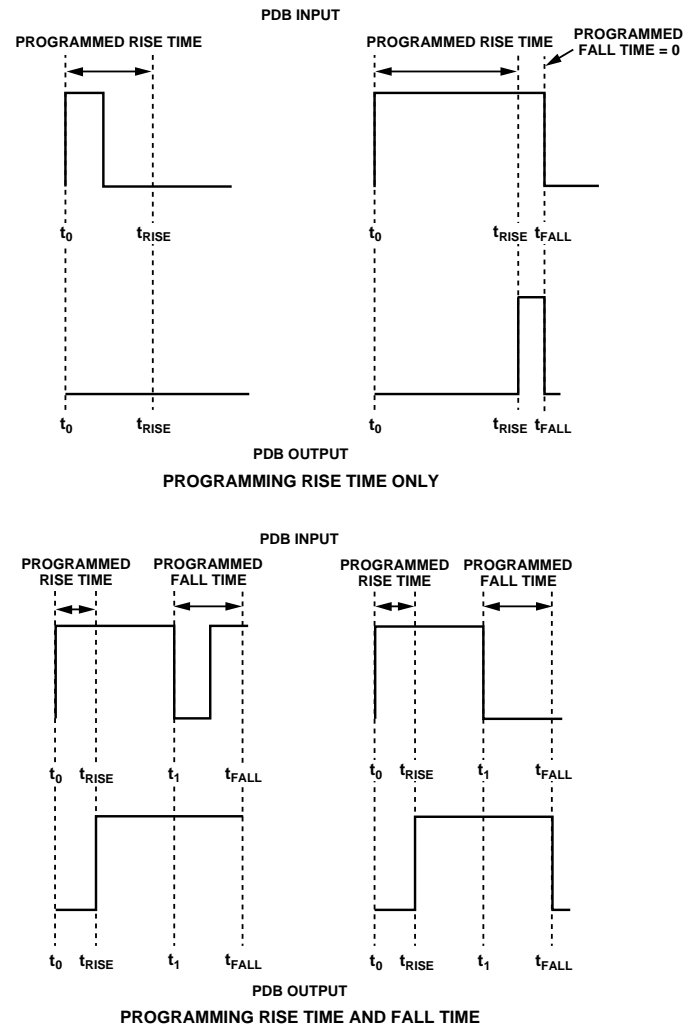 PDB INPUT
PROGRAMMED RISE TIME
PROGRAMMED RISE TIME
PROGRAMMED
FALL TIME = 0
t0 tRISE
t0 tRISE tFALL
t0 tRISE
t0 tRISE tFALL
PDB OUTPUT
PROGRAMMING RISE TIME ONLY
PDB INPUT
PROGRAMMED
RISE TIME
PROGRAMMED
FALL TIME
PROGRAMMED
RISE TIME
PROGRAMMED
FALL TIME
t0 tRISE t1 tFALL
t0 tRISE t1 tFALL
t0 tRISE t1 tFALL
t0 tRISE t1 tFALL
PDB OUTPUT
PROGRAMMING RISE TIME AND FALL TIME